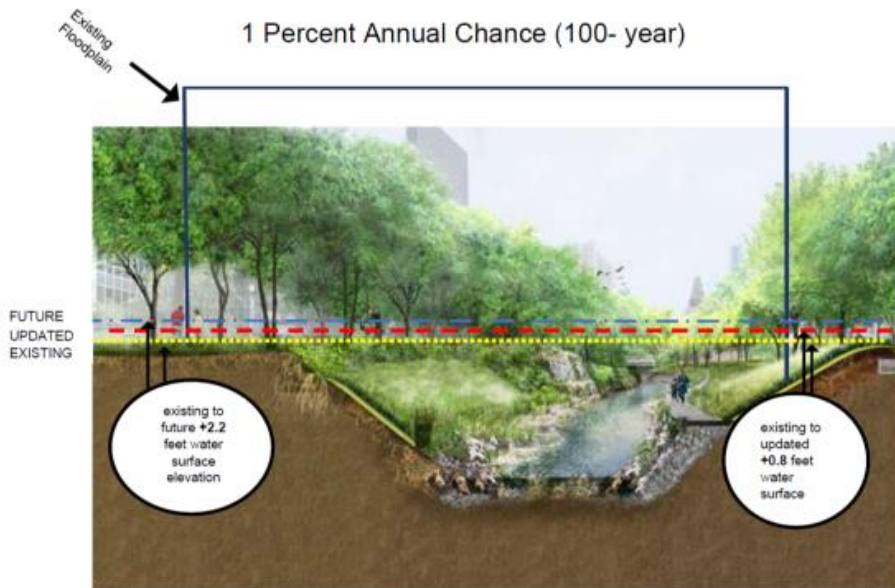 Existing
Floodplain
1 Percent Annual Chance (100- year)
FUTURE
UPDATED
EXISTING
existing to
future +2.2
feet water
surface
elevation
existing to
updated
+0.8 feet
water
surface